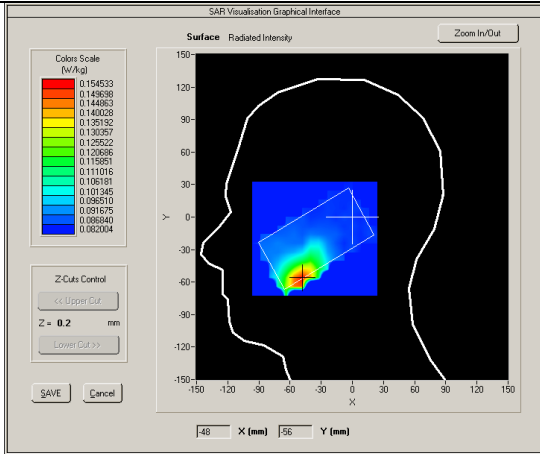 SAR Visualisation Graphical Interface
Surface Radiated Intensity
Zoom In/Out
Colors Scale
(W/kg)
0.154533
0.149698
0.144863
0.140028
0.135192
0.130357
0.125522
0.120686
0.115851
0.111016
0.106181
0.101345
0.096510
0.091675
0.086840
0.082004
Z-Cuts Control
<< Upper Cut
Z = 0.2 mm
Lower Cut >>
SAVE Cancel
150
120
90
60
30
0
-30
-60
-90
-120
-150
Y
-150 -120 -90 -60 -30 0 30 60 90 120 150
X
-48 X (mm) -56 Y (mm)